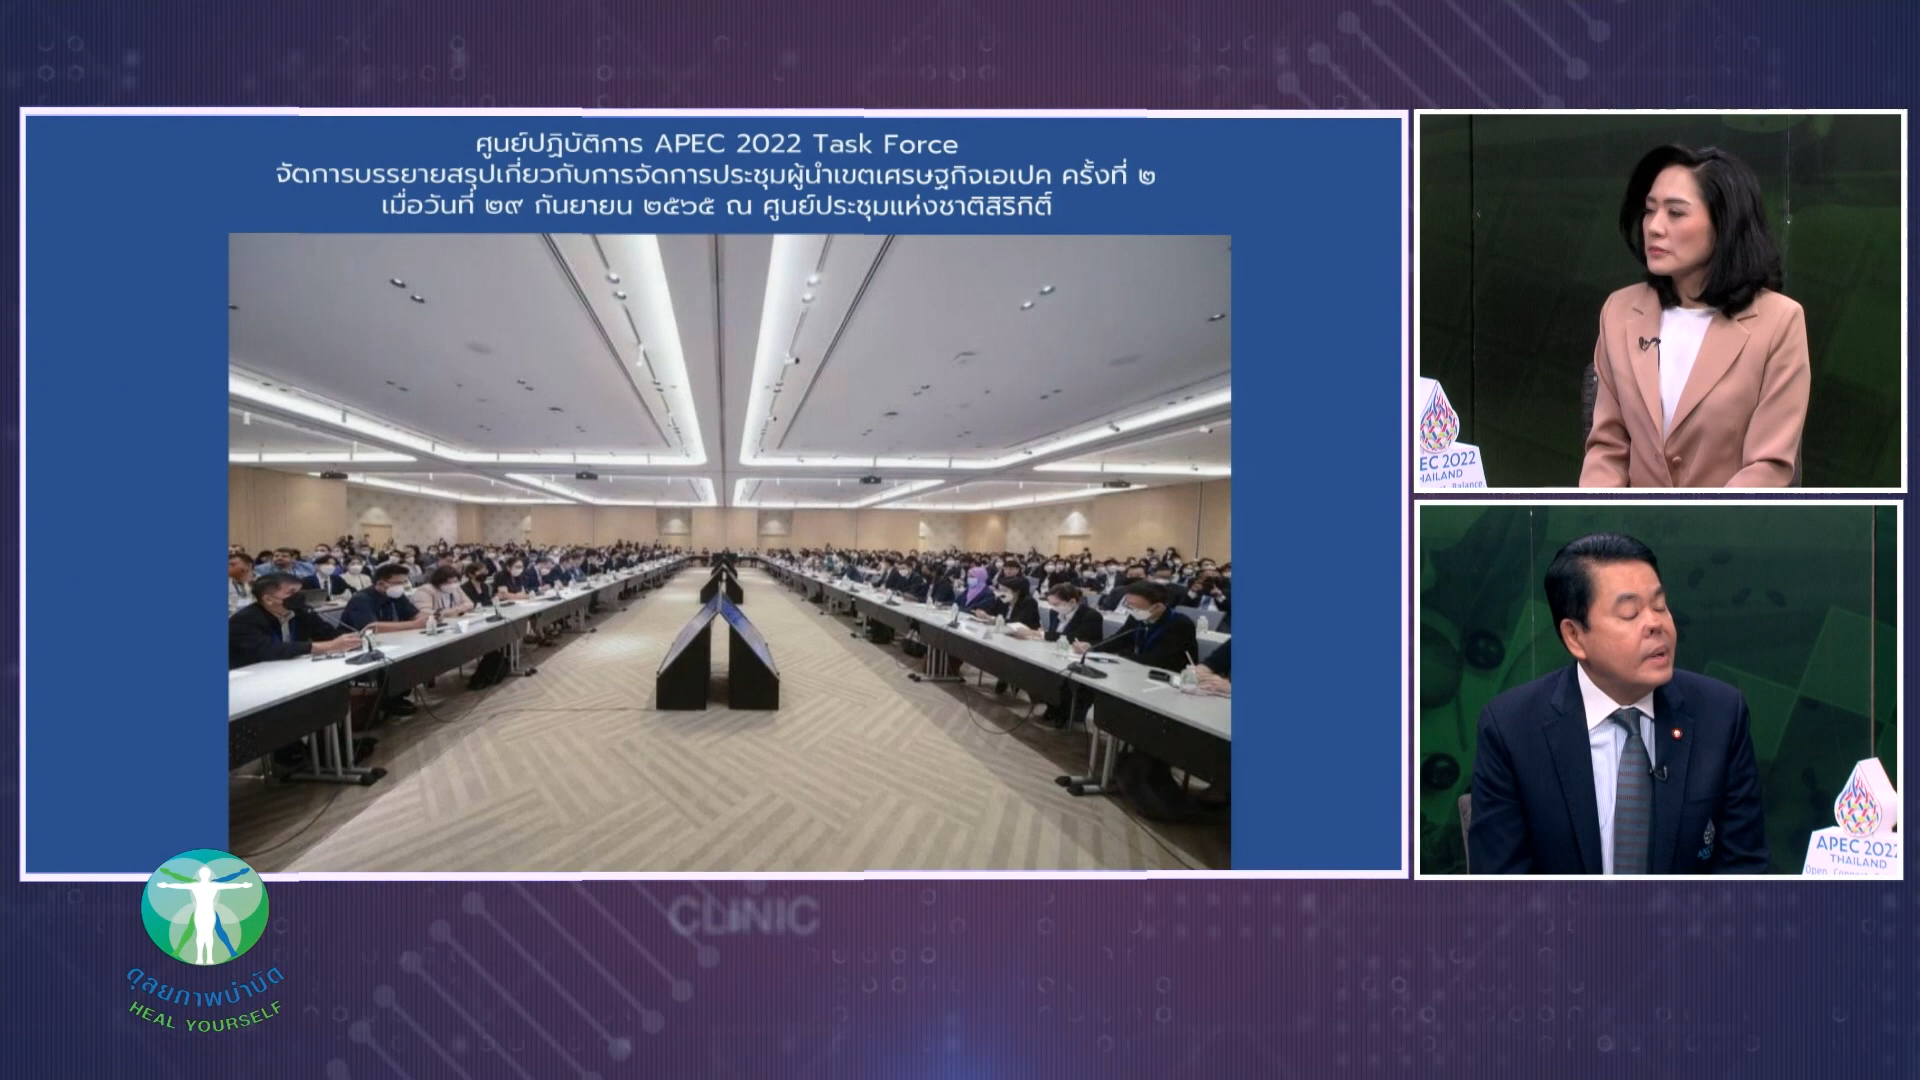 ศูนย์ปฏิบัติการ APEC 2022 Task Force
จัดการบรรยายสรุปเกี่ยวกับการจัดการประชุมผู้นำเขตเศรษฐกิจเอเปค ครั้งที่ ๒
เมื่อวันที่ ๒๙ กันยายน ๒๕๖๕ ณ ศูนย์ประชุมแห่งชาติสิริกิติ์
EC 2022
HAILAND
Balance.
APEC 2022
THAILAND
Open. Connect.
CLINIC
ดุลยภาพบำบัด
HEAL YOURSELF